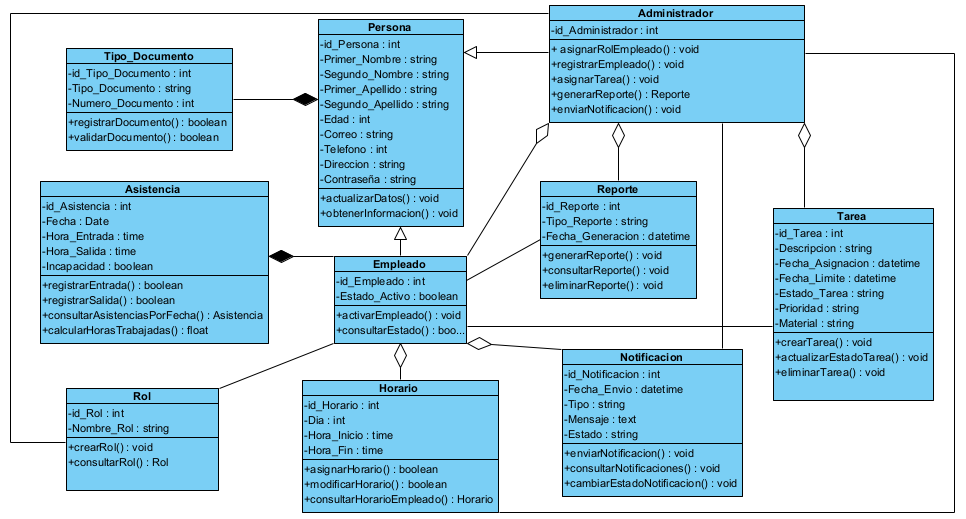 Administrador
-id_Administrador : int
+ asignarRolEmpleado() : void
+registrarEmpleado() : void
+asignarTarea() : void
+generarReporte() : Reporte
+enviarNotificacion() : void
Persona
-id_Persona : int
-Primer_Nombre : string
-Segundo_Nombre : string
-Primer_Apellido : string
-Segundo_Apellido : string
-Edad : int
-Correo : string
-Telefono : int
-Direccion : string
-Contraseña : string
+actualizarDatos() : void
+obtenerInformacion() : void
Tipo_Documento
-id_Tipo_Documento : int
-Tipo_Documento : string
-Numero_Documento : int
+registrarDocumento() : boolean
+validarDocumento() : boolean
Asistencia
-id_Asistencia : int
-Fecha : Date
-Hora_Entrada : time
-Hora_Salida : time
-Incapacidad : boolean
+registrarEntrada() : boolean
+registrarSalida() : boolean
+consultarAsistenciasPorFecha() : Asistencia
+calcularHorasTrabajadas() : float
Reporte
-id_Reporte : int
-Tipo_Reporte : string
-Fecha_Generacion : datetime
+generarReporte() : void
+consultarReporte() : void
+eliminarReporte() : void
Tarea
-id_Tarea : int
-Descripcion : string
-Fecha_Asignacion : datetime
-Fecha_Limite : datetime
-Estado_Tarea : string
-Prioridad : string
-Material : string
+crearTarea() : void
+actualizarEstadoTarea() : void
+eliminarTarea() : void
Empleado
-id_Empleado : int
-Estado_Activo : boolean
+activarEmpleado() : void
+consultarEstado() : boo...
Notificacion
-id_Notificacion : int
-Fecha_Envio : datetime
-Tipo : string
-Mensaje : text
-Estado : string
+enviarNotificacion() : void
+consultarNotificaciones() : void
+cambiarEstadoNotificacion() : void
Horario
-id_Horario : int
-Dia : int
-Hora_Inicio : time
-Hora_Fin : time
+asignarHorario() : boolean
+modificarHorario() : boolean
+consultarHorarioEmpleado() : Horario
Rol
-id_Rol : int
-Nombre_Rol : string
+crearRol() : void
+consultarRol() : Rol